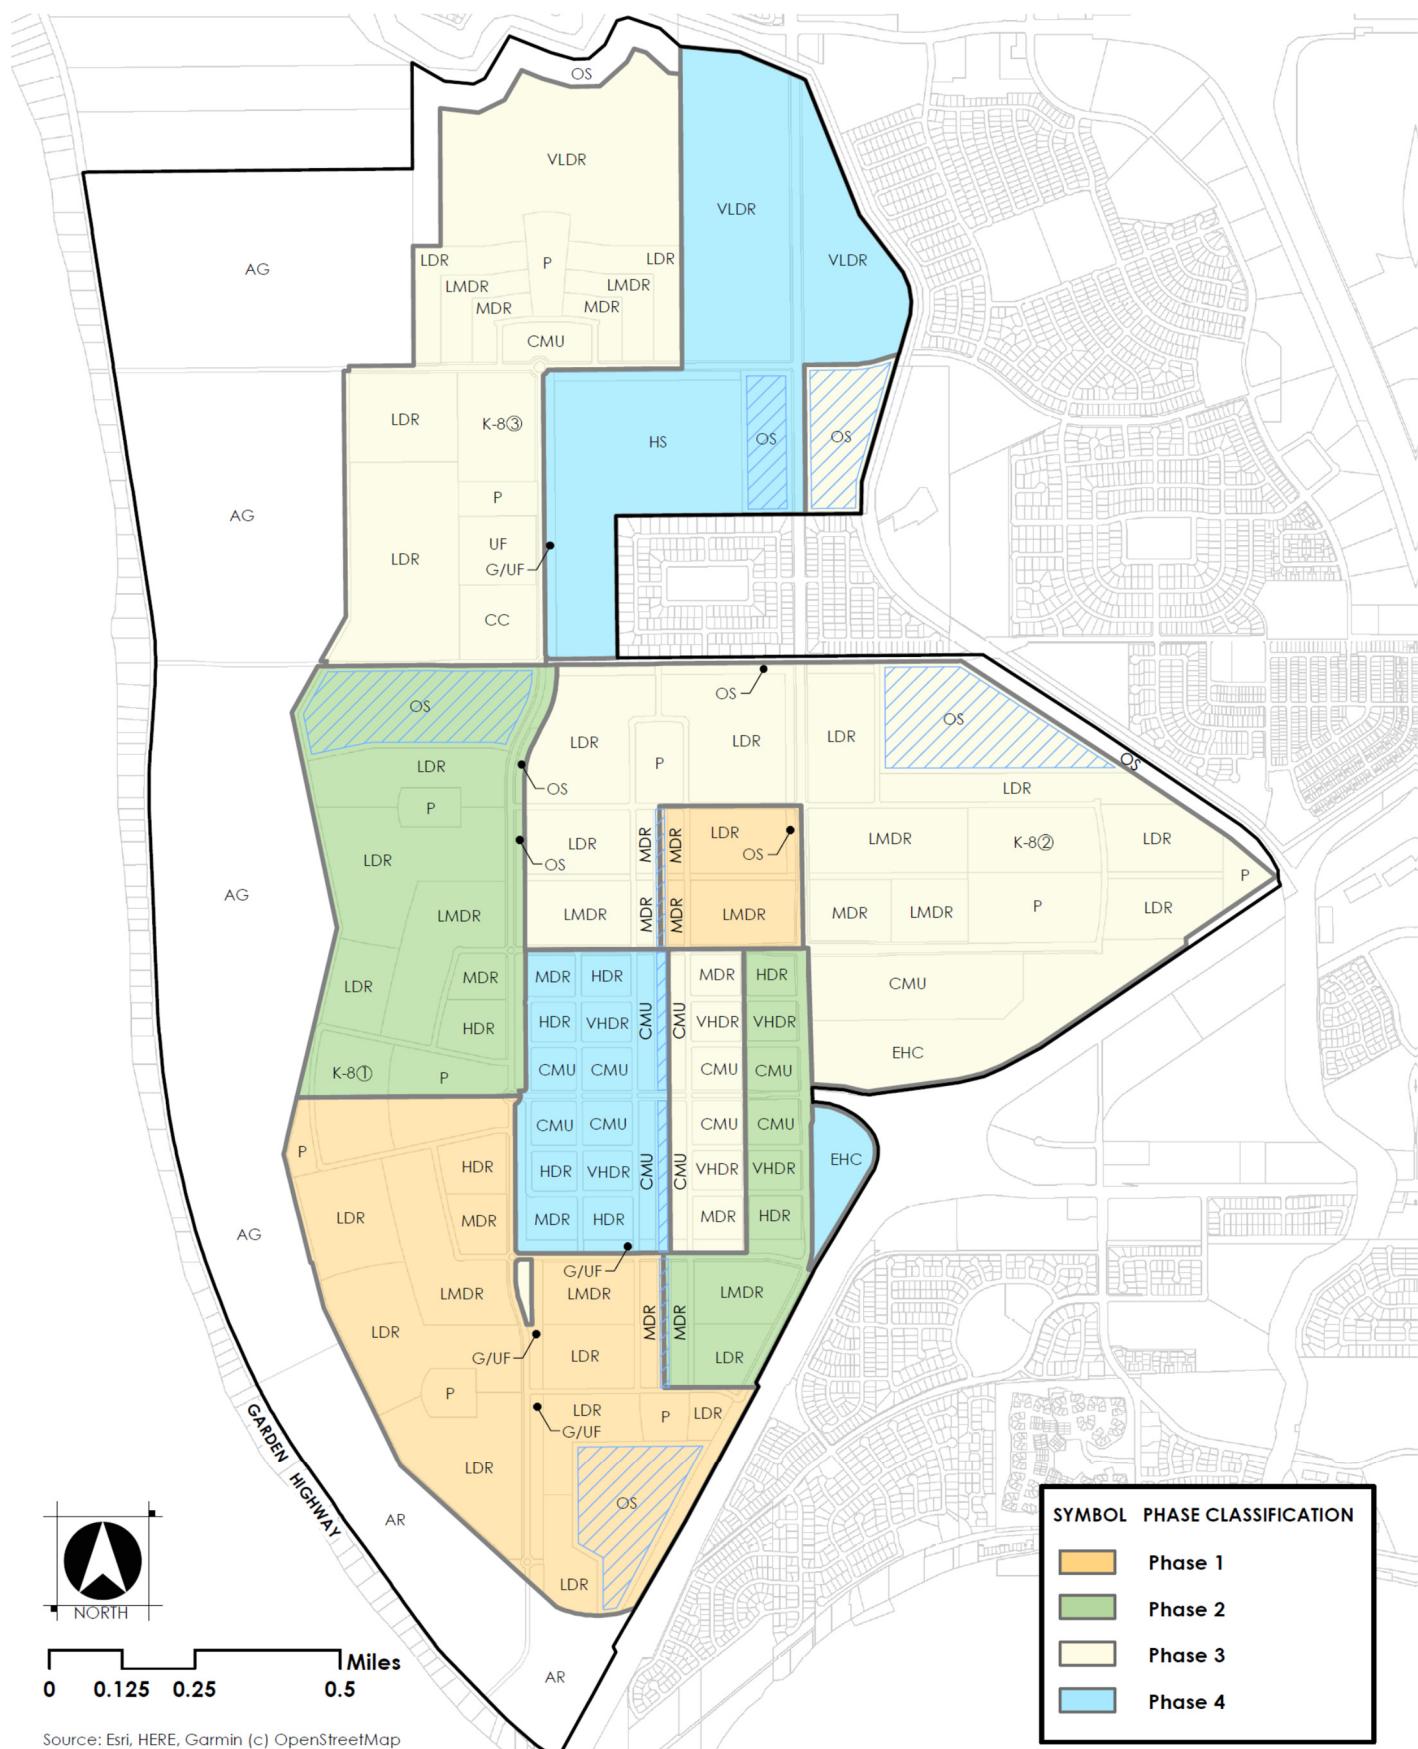 OS
VLDR
VLDR
VLDR
AG
LDR
P
LDR
LMDR
LMDR
MDR
MDR
CMU
LDR
K-8③
HS
OS
OS
P
AG
UF
G/UF
LDR
CC
OS
OS
OS
LDR
LDR
LDR
P
OS
LDR
OS
LDR
P
LDR
MDR
MDR
LDR
OS
LMDR
K-8②
LDR
OS
LDR
P
AG
LMDR
LMDR
MDR
MDR
LMDR
MDR
LMDR
P
LDR
LDR
MDR
MDR
HDR
MDR
HDR
CMU
HDR
HDR
VHDR
CMU
CMU
VHDR
VHDR
EHC
K-8①
P
CMU
CMU
CMU
CMU
CMU
CMU
CMU
CMU
P
HDR
HDR
VHDR
CMU
CMU
VHDR
VHDR
EHC
LDR
MDR
MDR
HDR
MDR
HDR
AG
G/UF
LMDR
LMDR
MDR
MDR
LMDR
LDR
G/UF
LDR
LDR
P
LDR
G/UF
P
LDR
LDR
OS
GARDEN HIGHWAY
AR
LDR
AR
NORTH
Miles
0 0.125 0.25 0.5
Source: Esri, HERE, Garmin (c) OpenStreetMap
SYMBOL PHASE CLASSIFICATION
Phase 1
Phase 2
Phase 3
Phase 4